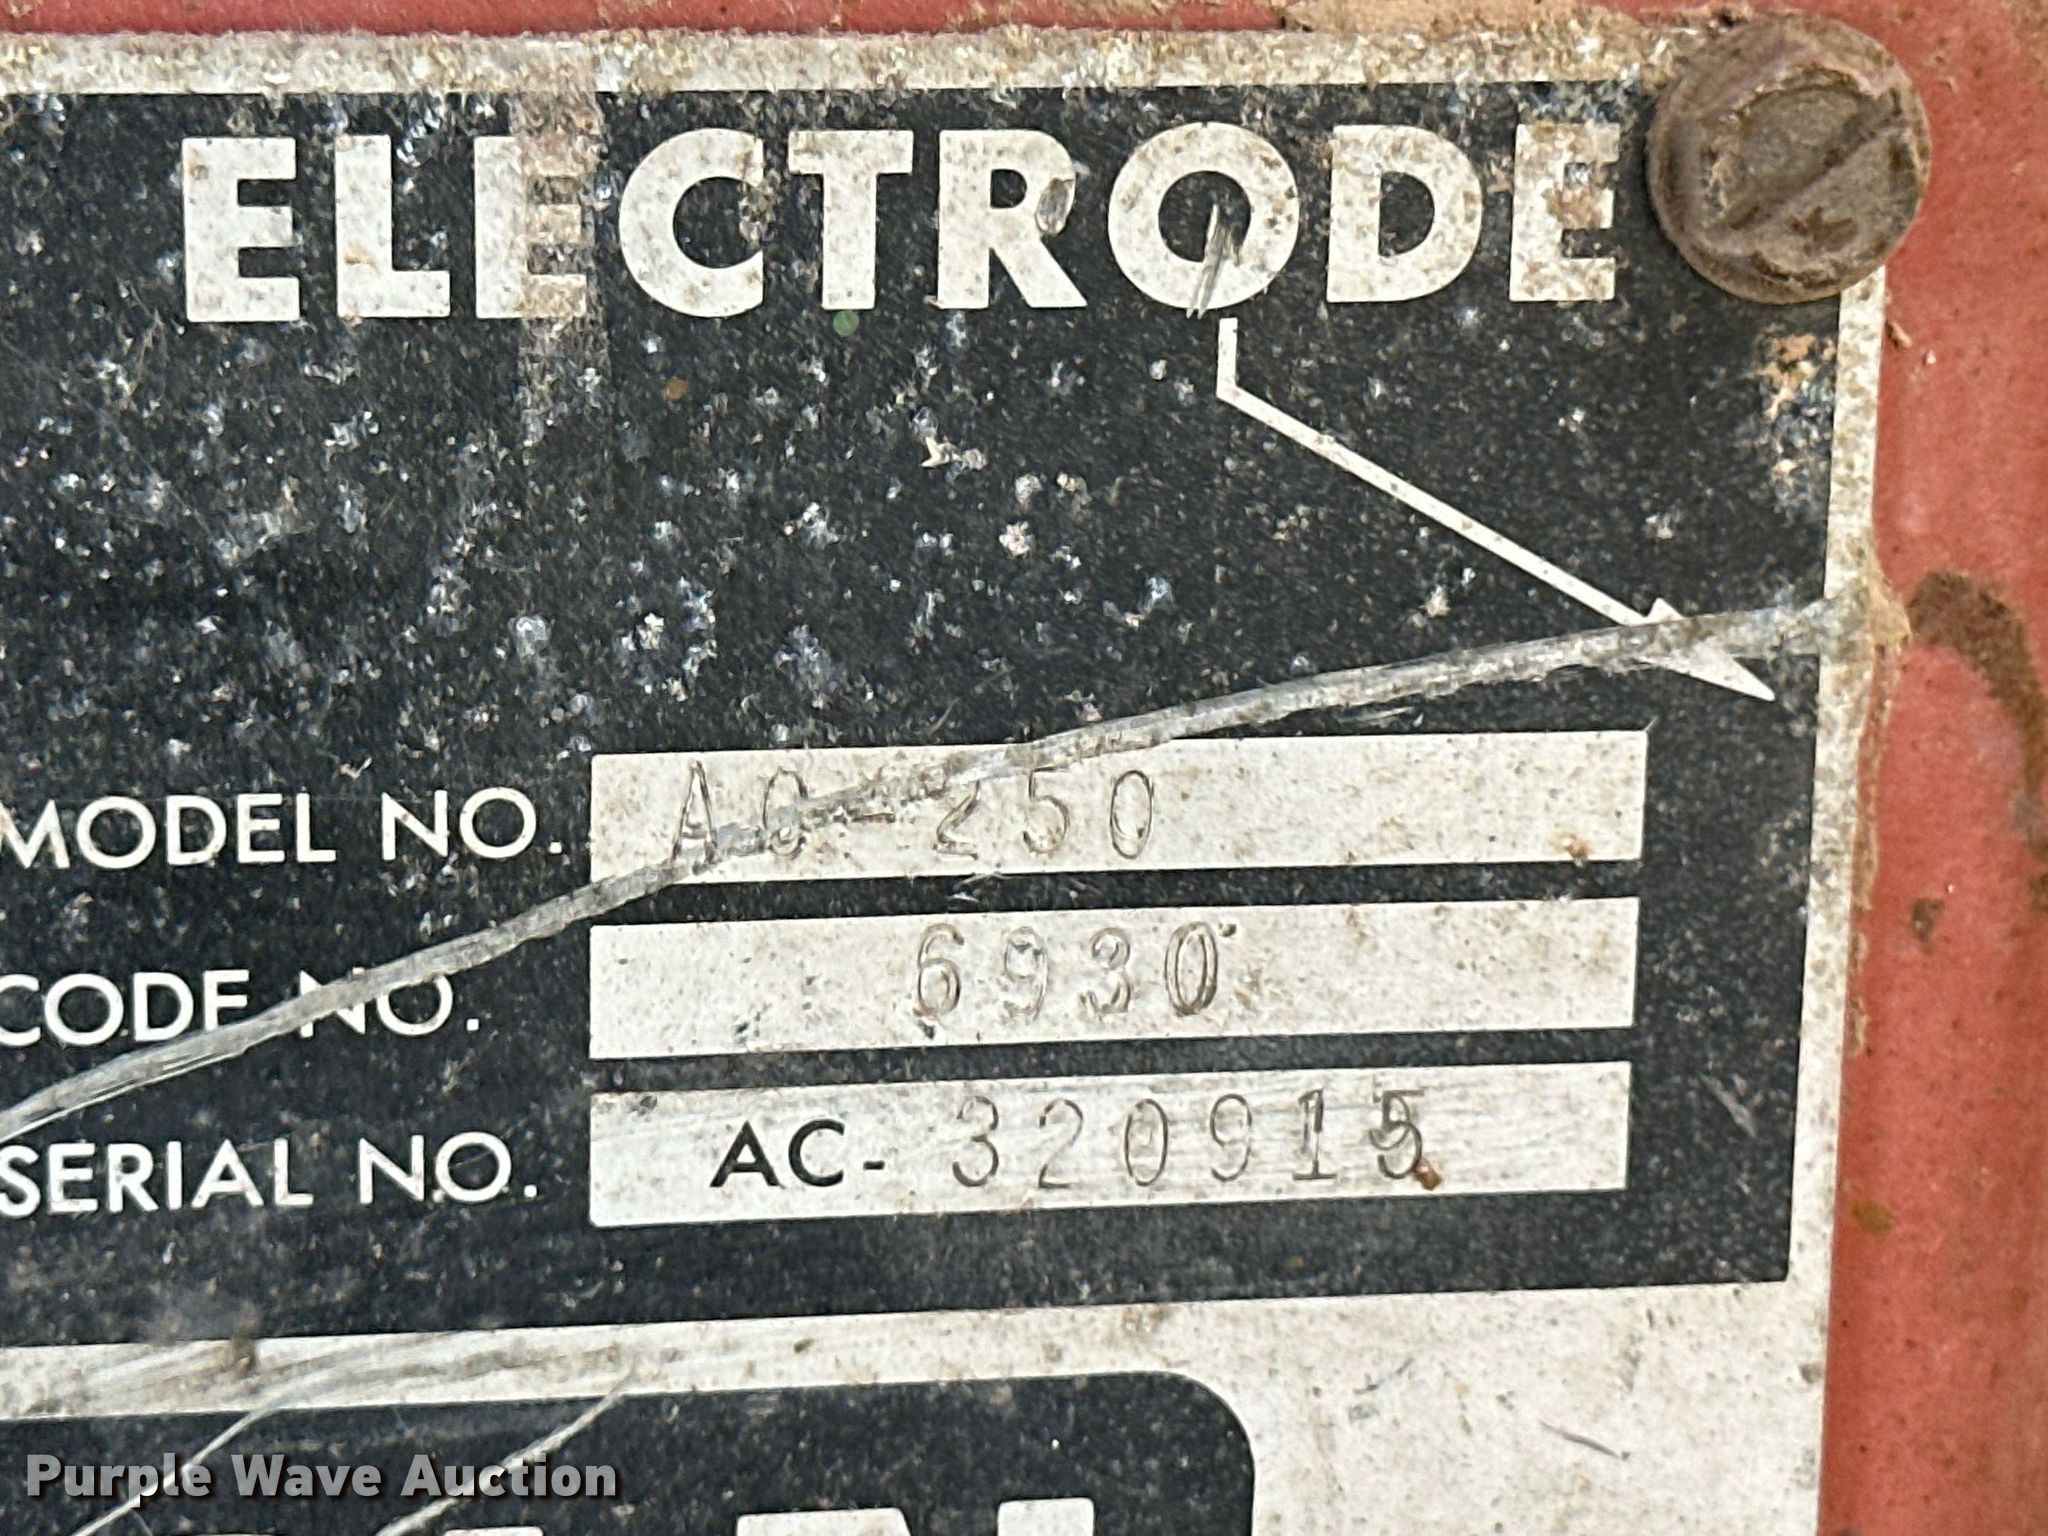 ELECTRODE
MODEL NO. AC-250
CODE NO. 6930
SERIAL NO. AC-320915
Purple Wave Auction